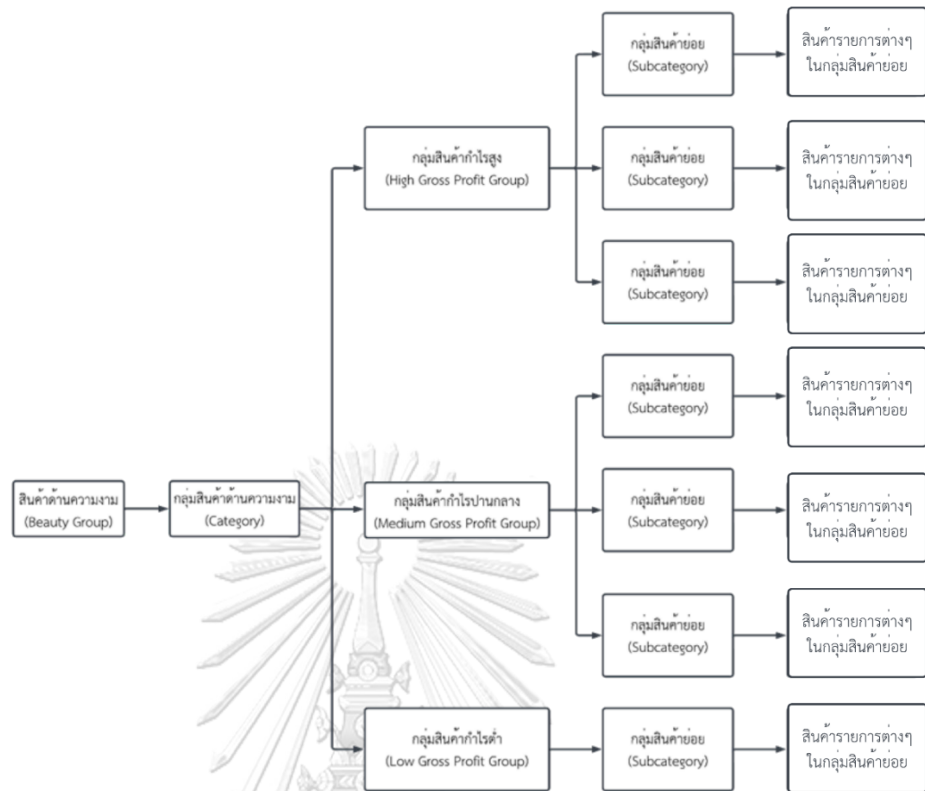 สินค้าด้านความงาม
(Beauty Group)
กลุ่มสินค้าด้านความงาม
(Category)
กลุ่มสินค้ากำไรสูง
(High Gross Profit Group)
กลุ่มสินค้าย่อย
(Subcategory)
สินค้ารายการต่างๆ
ในกลุ่มสินค้าย่อย
กลุ่มสินค้าย่อย
(Subcategory)
สินค้ารายการต่างๆ
ในกลุ่มสินค้าย่อย
กลุ่มสินค้าย่อย
(Subcategory)
สินค้ารายการต่างๆ
ในกลุ่มสินค้าย่อย
กลุ่มสินค้ากำไรปานกลาง
(Medium Gross Profit Group)
กลุ่มสินค้าย่อย
(Subcategory)
สินค้ารายการต่างๆ
ในกลุ่มสินค้าย่อย
กลุ่มสินค้าย่อย
(Subcategory)
สินค้ารายการต่างๆ
ในกลุ่มสินค้าย่อย
กลุ่มสินค้าย่อย
(Subcategory)
สินค้ารายการต่างๆ
ในกลุ่มสินค้าย่อย
กลุ่มสินค้ากำไรต่ำ
(Low Gross Profit Group)
กลุ่มสินค้าย่อย
(Subcategory)
สินค้ารายการต่างๆ
ในกลุ่มสินค้าย่อย